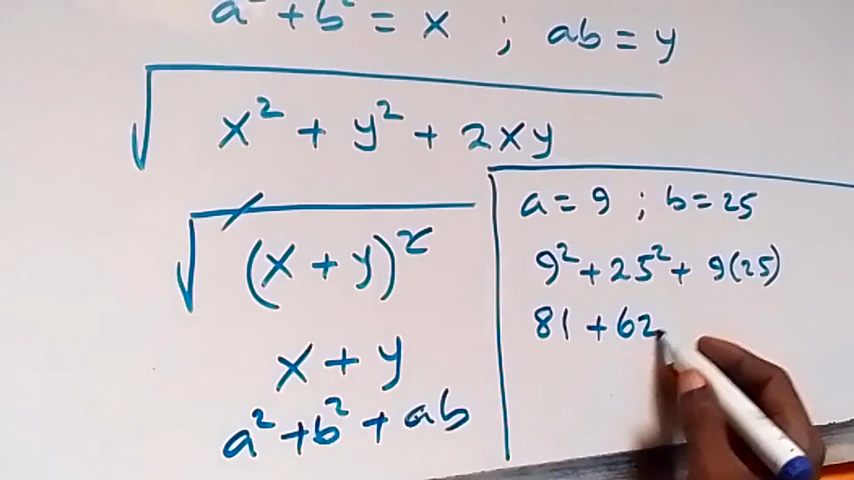 a² + b² = x ; ab = y
√x² + y² + 2xy
√(x + y)²
x + y
a² + b² + ab
a = 9 ; b = 25
9² + 25² + 9(25)
81 + 62